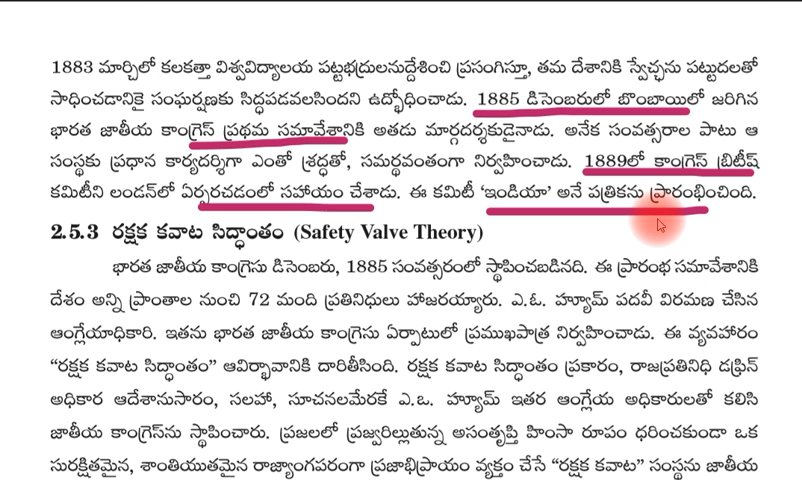 1883 మార్చిలో కలకత్తా విశ్వవిద్యాలయ పట్టభద్రులనుద్దేశించి ప్రసంగిస్తూ, తమ దేశానికి స్వేచ్ఛను పట్టుదలతో
సాధించడానికై సంఘర్షణకు సిద్ధపడవలసిందని ఉద్భోధించాడు. 1885 డిసెంబరులో బొంబాయిలో జరిగిన
భారత జాతీయ కాంగ్రెస్ ప్రథమ సమావేశానికి అతడు మార్గదర్శకుడైనాడు. అనేక సంవత్సరాల పాటు ఆ
సంస్థకు ప్రధాన కార్యదర్శిగా ఎంతో శ్రద్ధతో, సమర్థవంతంగా నిర్వహించాడు. 1889లో కాంగ్రెస్ బ్రిటీష్
కమిటీని లండన్‌లో ఏర్పరచడంలో సహాయం చేశాడు. ఈ కమిటీ ‘ఇండియా’ అనే పత్రికను ప్రారంభించింది.
2.5.3 రక్షక కవాట సిద్ధాంతం (Safety Valve Theory)
భారత జాతీయ కాంగ్రెసు డిసెంబరు, 1885 సంవత్సరంలో స్థాపించబడినది. ఈ ప్రారంభ సమావేశానికి
దేశం అన్ని ప్రాంతాల నుంచి 72 మంది ప్రతినిధులు హాజరయ్యారు. ఎ.ఓ. హ్యూమ్ పదవీ విరమణ చేసిన
ఆంగ్లేయాధికారి. ఇతను భారత జాతీయ కాంగ్రెసు ఏర్పాటులో ప్రముఖపాత్ర నిర్వహించాడు. ఈ వ్యవహారం
“రక్షక కవాట సిద్ధాంతం” ఆవిర్భావానికి దారితీసింది. రక్షక కవాట సిద్ధాంతం ప్రకారం, రాజప్రతినిధి డఫ్రిన్
అధికార ఆదేశానుసారం, సలహా, సూచనలమేరకే ఎ.ఒ. హ్యూమ్ ఇతర ఆంగ్లేయ అధికారులతో కలిసి
జాతీయ కాంగ్రెస్‌ను స్థాపించారు. ప్రజలలో ప్రజ్వరిల్లుతున్న అసంతృప్తి హింసా రూపం ధరించకుండా ఒక
సురక్షితమైన, శాంతియుతమైన రాజ్యాంగపరంగా ప్రజాభిప్రాయం వ్యక్తం చేసే “రక్షక కవాట” సంస్థను జాతీయ